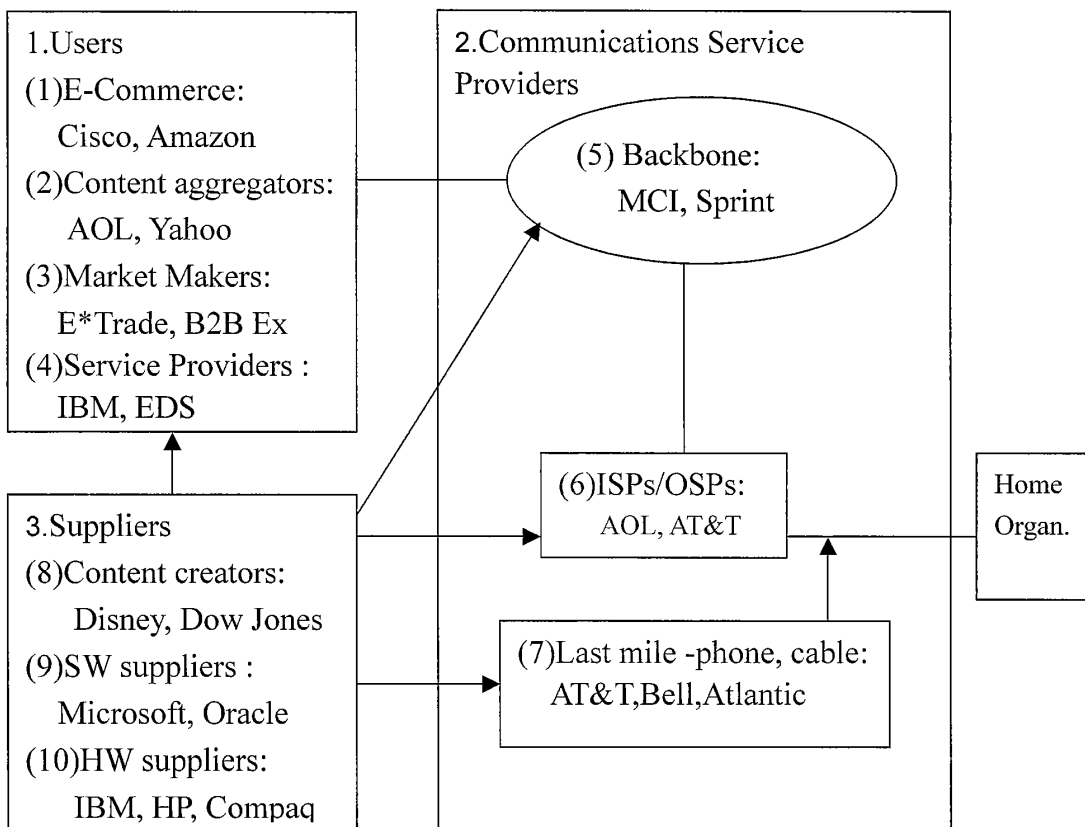 1.Users
(1)E-Commerce:
Cisco, Amazon
(2)Content aggregators:
AOL, Yahoo
(3)Market Makers:
E*Trade, B2B Ex
(4)Service Providers :
IBM, EDS
2.Communications Service
Providers
(5) Backbone:
MCI, Sprint
(6)ISPs/OSPs:
AOL, AT&T
(7)Last mile -phone, cable:
AT&T,Bell,Atlantic
Home
Organ.
3.Suppliers
(8)Content creators:
Disney, Dow Jones
(9)SW suppliers :
Microsoft, Oracle
(10)HW suppliers:
IBM, HP, Compaq